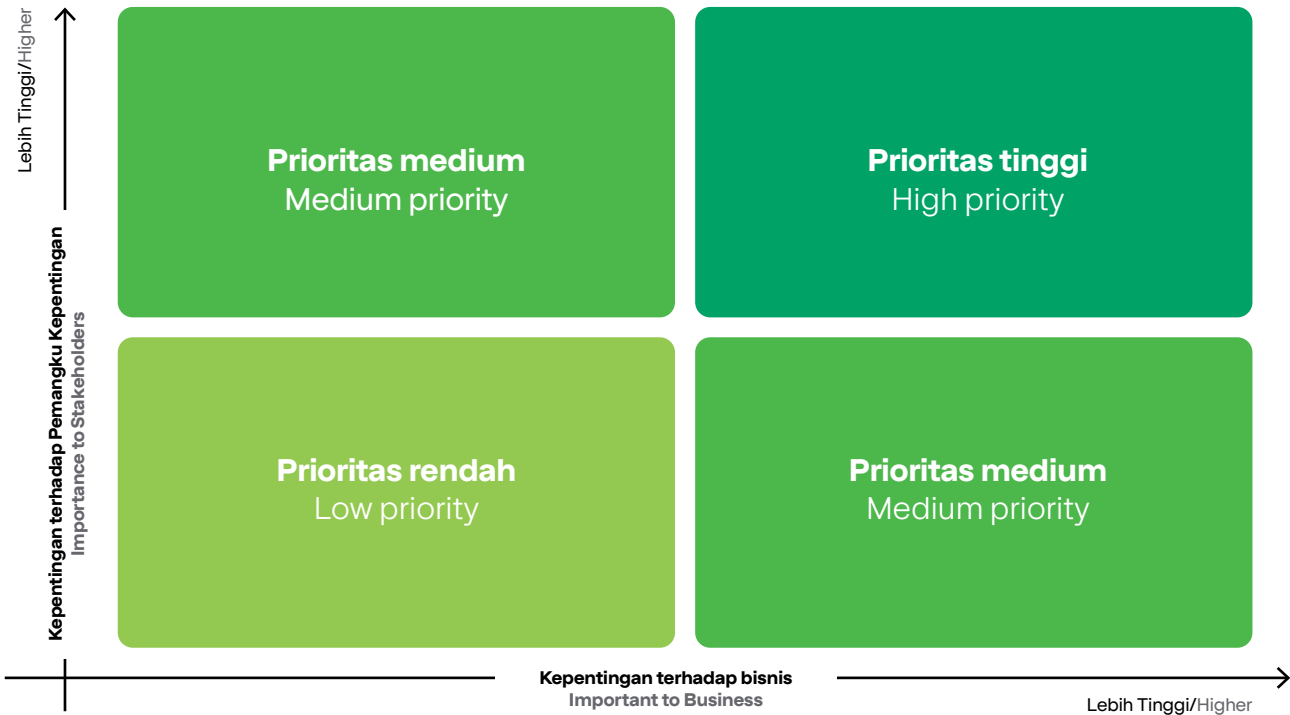 Lebih Tinggi/Higher
Prioritas medium
Medium priority
Prioritas tinggi
High priority
Kepentingan terhadap Pemangku Kepentingan
Importance to Stakeholders
Prioritas rendah
Low priority
Prioritas medium
Medium priority
Kepentingan terhadap bisnis
Important to Business
Lebih Tinggi/Higher